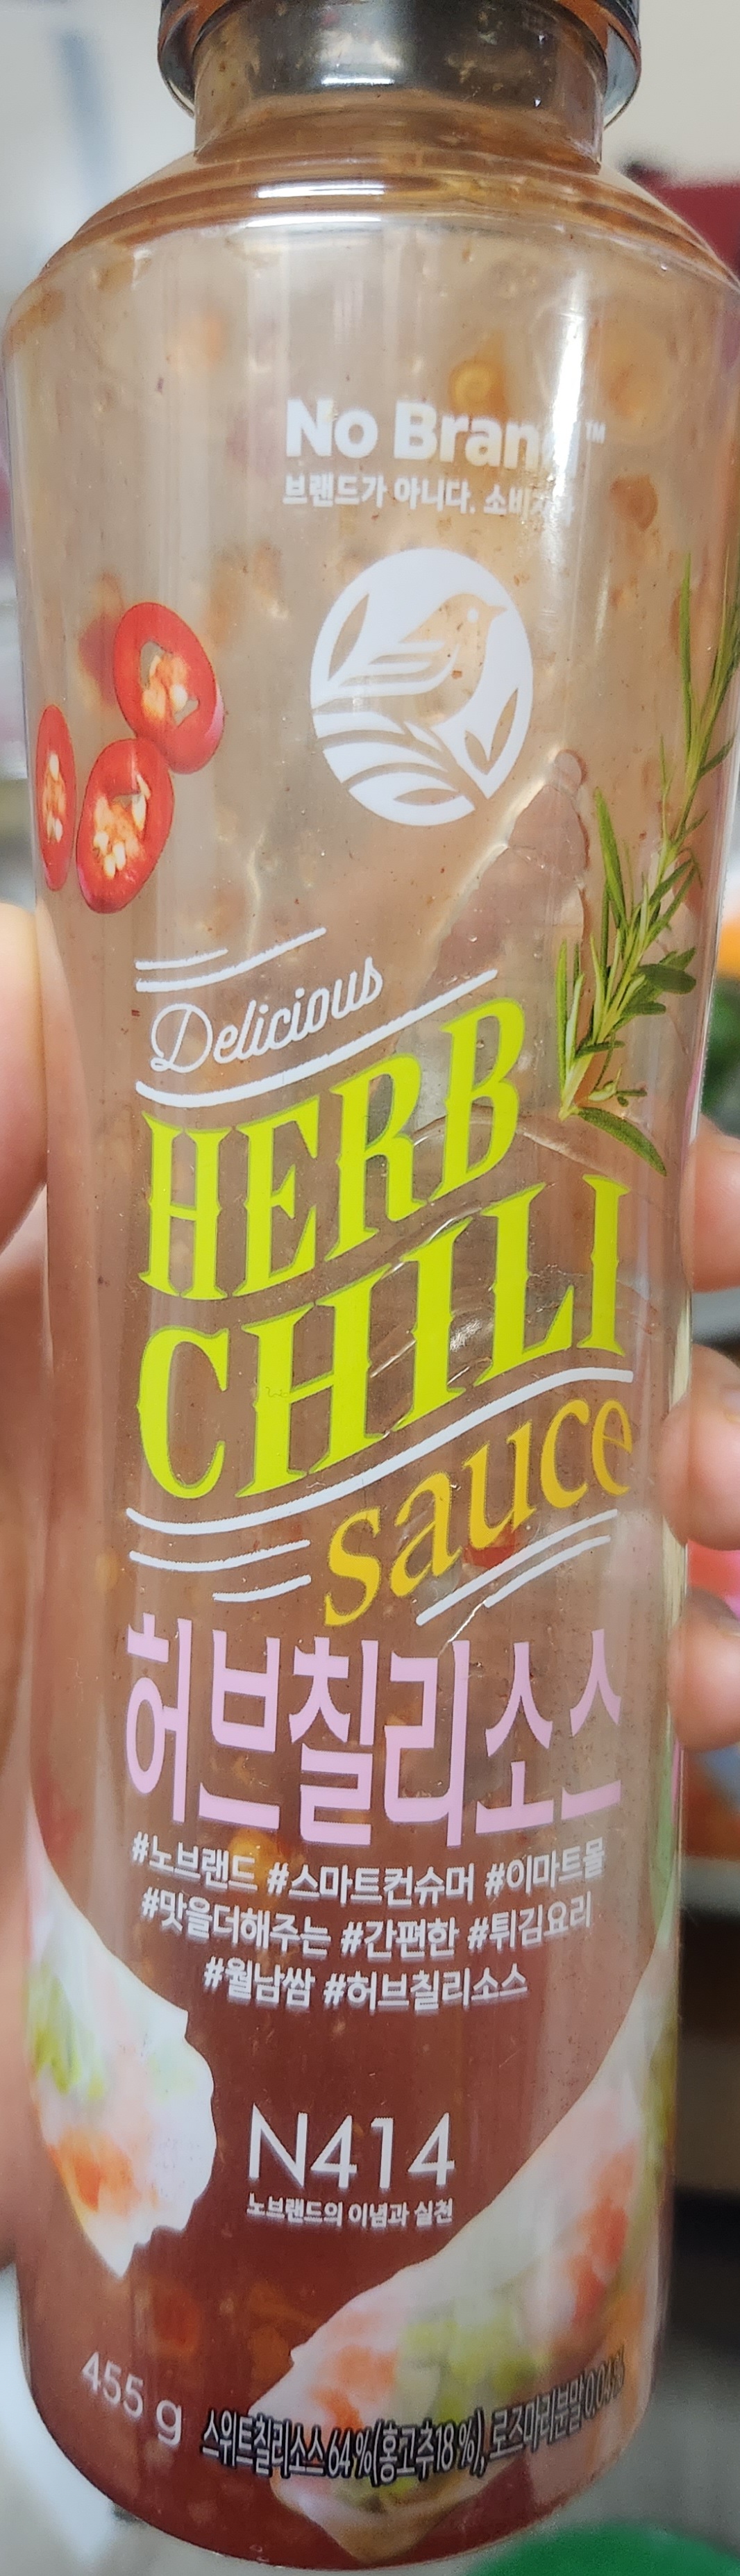 No Brand™
브랜드가 아니다. 소비자다
Delicious
HERB
CHILI
sauce
허브칠리소스
#노브랜드 #스마트컨슈머 #이마트몰
#맛을더해주는 #간편한 #튀김요리
#월남쌈 #허브칠리소스
N414
노브랜드의 이념과 실천
455 g
스위트칠리소스64%(홍고추18%), 로즈마리분말